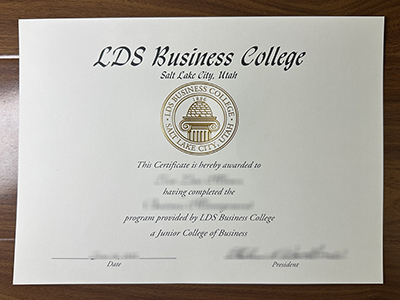 LDS Business College
Salt Lake City, Utah
LDS BUSINESS COLLEGE
SALT LAKE CITY, UTAH
This Certificate is hereby awarded to
having completed the
program provided by LDS Business College
a Junior College of Business
Date
President